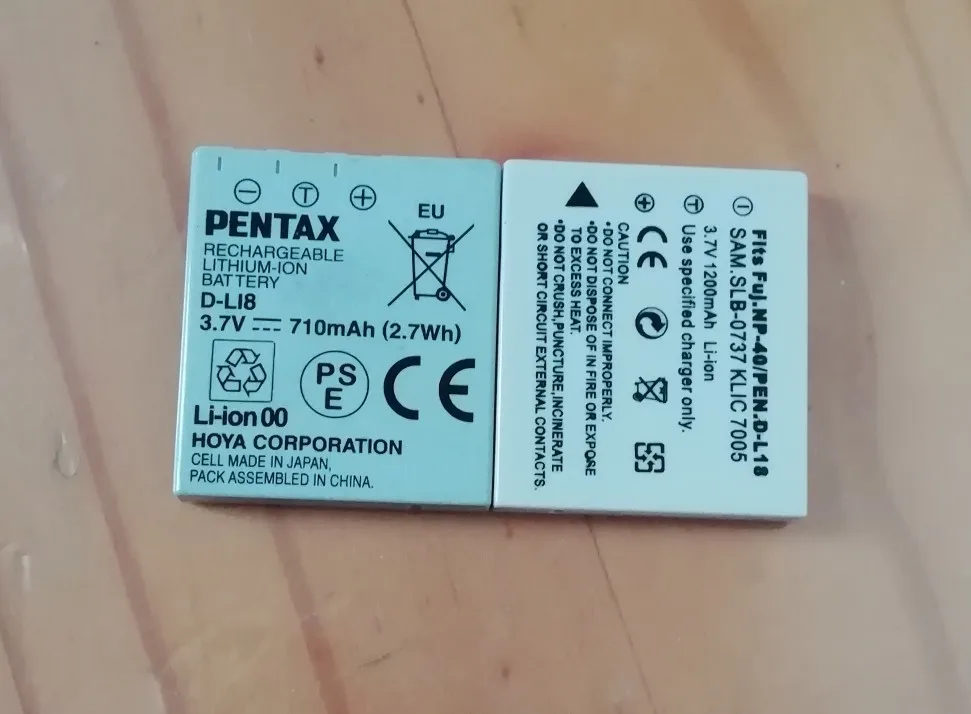 ⊖ Ⓣ ⊕
PENTAX
RECHARGEABLE
LITHIUM-ION
BATTERY
D-LI8
3.7V ⎓ 710mAh (2.7Wh)
EU
PS
E
CE
Li-ion 00
HOYA CORPORATION
CELL MADE IN JAPAN,
PACK ASSEMBLED IN CHINA.
Fits Fuj.NP-40/PEN.D-L18
⊖ SAM.SLB-0737 KLIC 7005
3.7V 1200mAh Li-ion
Ⓣ Use specified charger only.
⊕ CE
CAUTION
•DO NOT CONNECT IMPROPERLY.
•DO NOT DISPOSE OF IN FIRE OR EXPORE
TO EXCESS HEAT.
•DO NOT CRUSH,PUNCTURE,INCINERATE
OR SHORT CIRCUIT EXTERNAL CONTACTS.